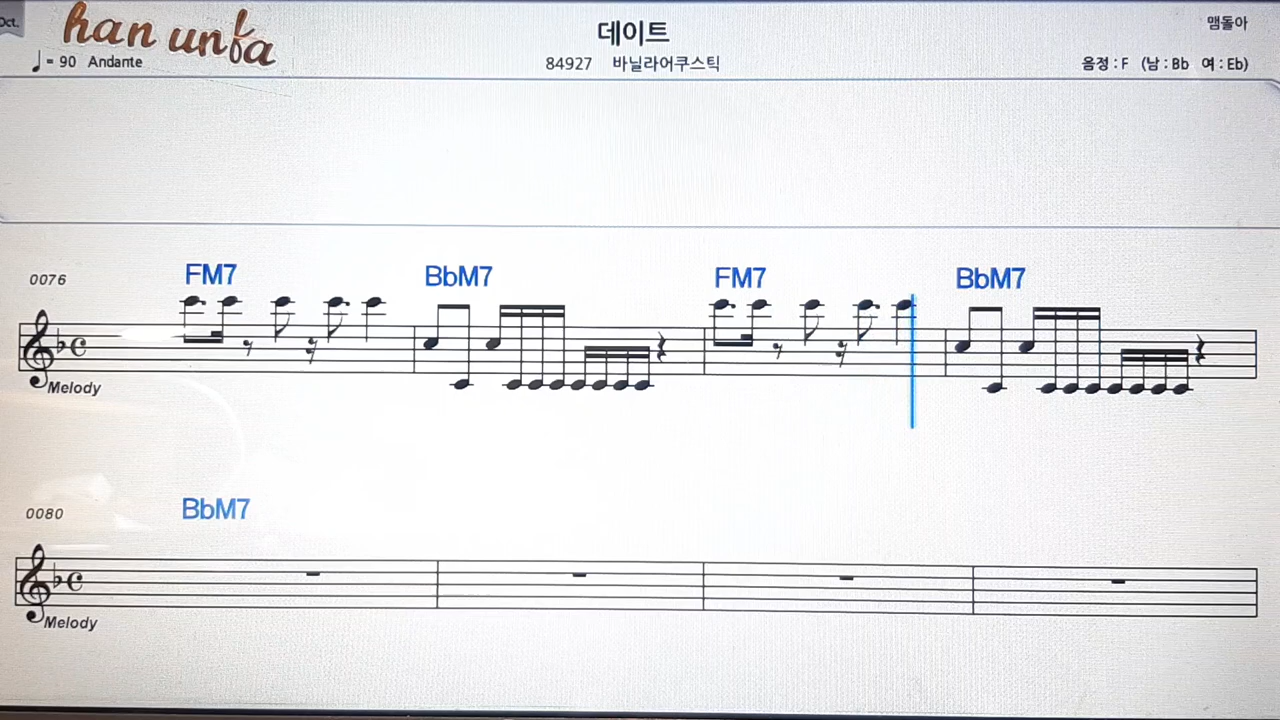 Oct.
han unfa
데이트
맴돌아
= 90 Andante
84927 바닐라어쿠스틱
음정 : F (남 : Bb 여 : Eb)
0076
FM7 BbM7 FM7 BbM7
Melody
0080
BbM7
Melody